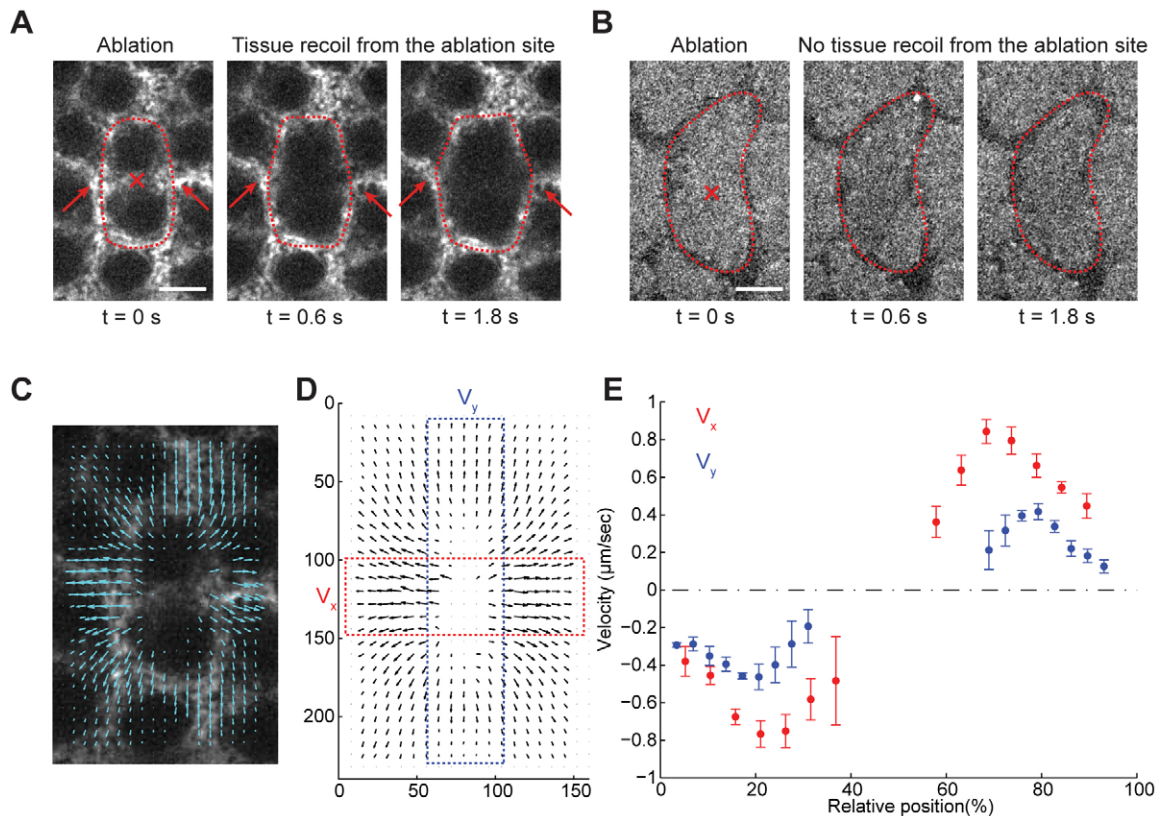 A
Ablation
Tissue recoil from the ablation site
t = 0 s
t = 0.6 s
t = 1.8 s
B
Ablation
No tissue recoil from the ablation site
t = 0 s
t = 0.6 s
t = 1.8 s
C
D
Vy
0
50
100
Vx
150
200
0
50
100
150
E
1
Vx
0.8
Vy
0.6
0.4
0.2
0
−0.2
−0.4
−0.6
−0.8
−1
Velocity (µm/sec)
0
20
40
60
80
100
Relative position(%)